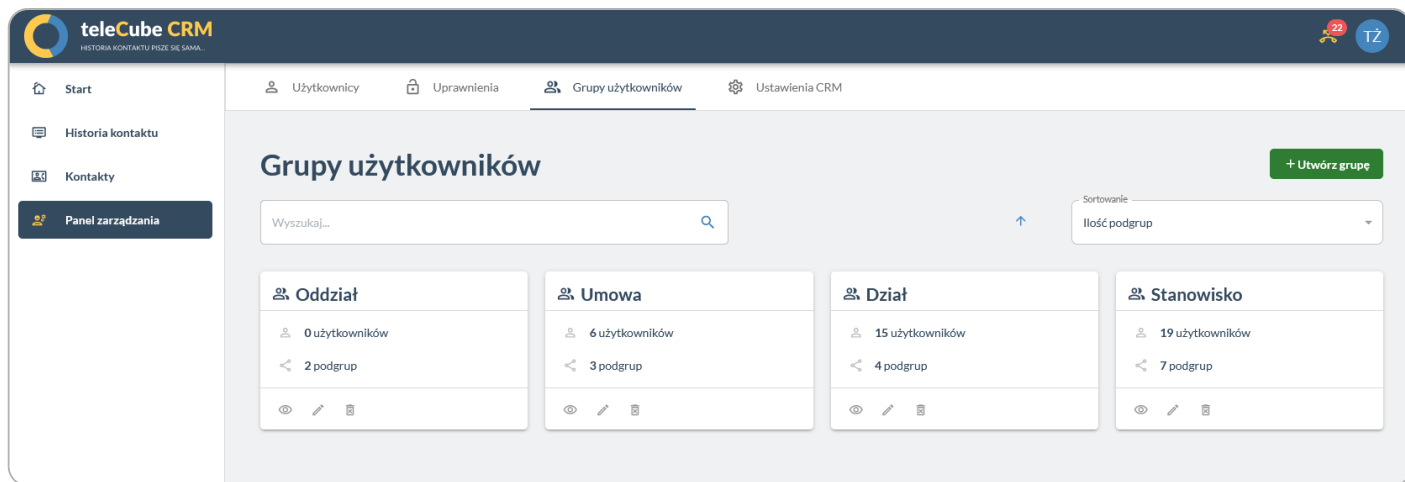 teleCube CRM
HISTORIA KONTAKTU PISZE SIĘ SAMA...
22
TŻ
Start
Historia kontaktu
Kontakty
Panel zarządzania
Użytkownicy
Uprawnienia
Grupy użytkowników
Ustawienia CRM
Grupy użytkowników
+ Utwórz grupę
Wyszukaj...
Sortowanie
Ilość podgrup
Oddział
0 użytkowników
2 podgrup
Umowa
6 użytkowników
3 podgrup
Dział
15 użytkowników
4 podgrup
Stanowisko
19 użytkowników
7 podgrup